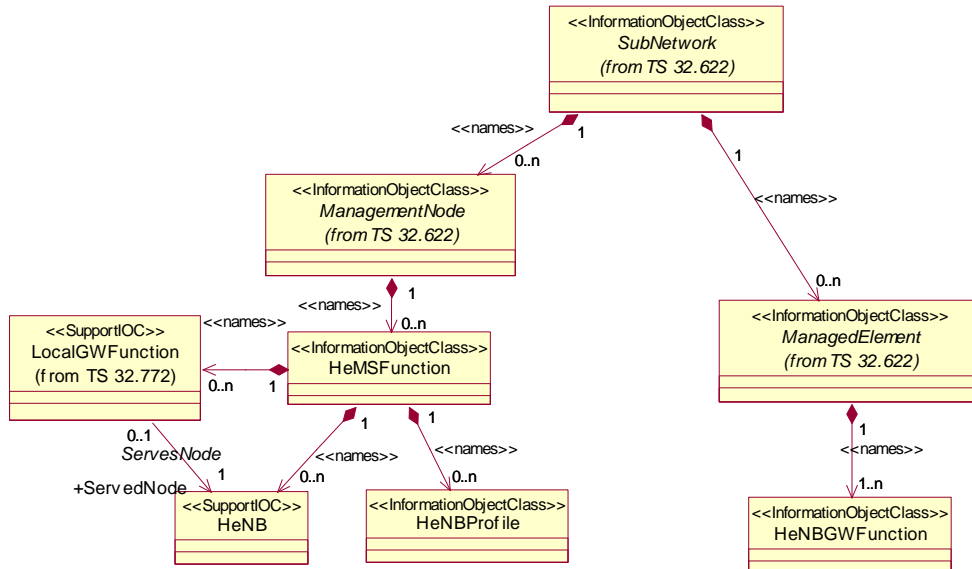 <<InformationObjectClass>>
SubNetwork
(from TS 32.622)
<<names>>
1
1
0..n
<<InformationObjectClass>>
ManagementNode
(from TS 32.622)
<<names>>
<<names>>
1
0..n
0..n
<<names>>
<<SupportIOC>>
LocalGWFunction
(from TS 32.772)
<<InformationObjectClass>>
HeMSFunction
<<InformationObjectClass>>
ManagedElement
(from TS 32.622)
0..n
1
0..1
1
1
1
ServesNode
<<names>>
<<names>>
<<names>>
1
0..n
0..n
+ServedNode
1..n
<<SupportIOC>>
HeNB
<<InformationObjectClass>>
HeNBProfile
<<InformationObjectClass>>
HeNBGWFunction